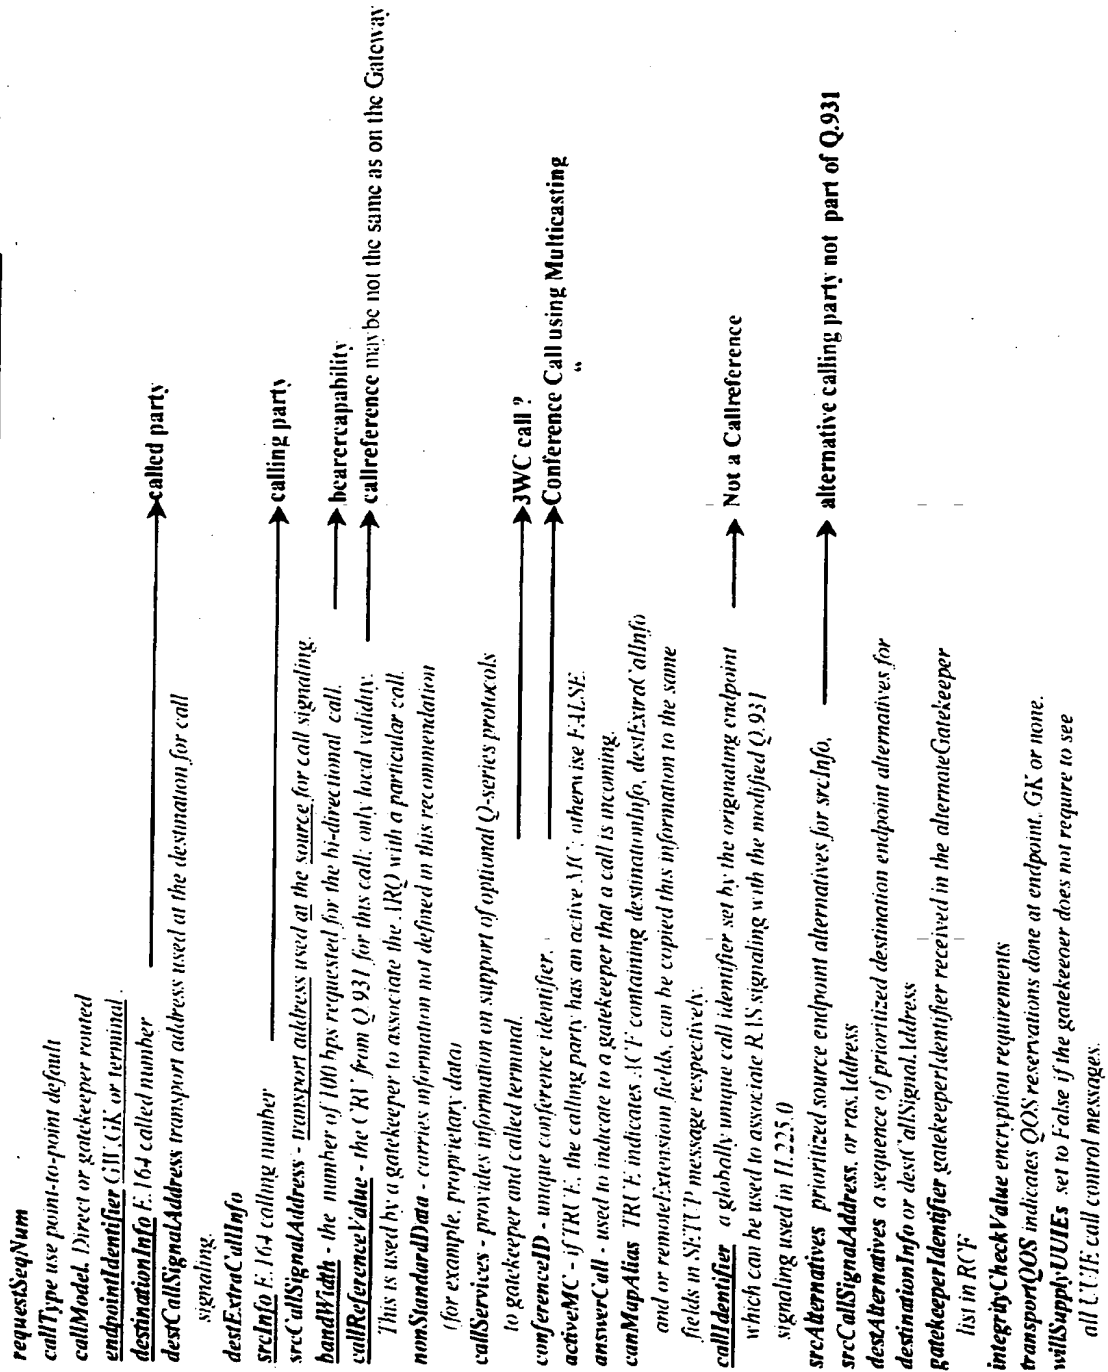 requestSeqNum
callType use point-to-point default
callModel. Direct or gatekeeper routed
endpointIdentifier GW, GK or terminal.
destinationInfo E.164 called number → called party
destCallSignalAddress transport address used at the destination for call
signaling.
destExtraCallInfo
srcInfo E.164 calling number → calling party
srcCallSignalAddress - transport address used at the source for call signaling.
bandWidth - the number of 100 bps requested for the bi-directional call. → bearercapability
callReferenceValue - the CRV from Q.931 for this call; only local validity. → callreference may be not the same as on the Gateway
This is used by a gatekeeper to associate the ARQ with a particular call.
nonStandardData - carries information not defined in this recommendation
(for example, proprietary data)
callServices - provides information on support of optional Q-series protocols
to gatekeeper and called terminal. → 3WC call ?
conferenceID - unique conference identifier. → Conference Call using Multicasting
activeMC - if TRUE, the calling party has an active MC; otherwise FALSE. "
answerCall - used to indicate to a gatekeeper that a call is incoming.
canMapAlias TRUE indicates ACF containing destinationInfo, destExtraCallInfo
and or remoteExtension fields, can be copied this information to the same
fields in SETUP message respectively.
callIdentifier a globally unique call identifier set by the originating endpoint → Not a Callreference
which can be used to associate RAS signaling with the modified Q.931
signaling used in H.225.0
srcAlternatives prioritized source endpoint alternatives for srcInfo, → alternative calling party not part of Q.931
srcCallSignalAddress, or rasAddress
destAlternatives a sequence of prioritized destination endpoint alternatives for
destinationInfo or destCallSignalAddress
gatekeeperIdentifier gatekeeperIdentifier received in the alternateGatekeeper
list in RCF
integrityCheckValue encryption requirements
transportQOS indicates QOS reservations done at endpoint, GK or none.
willSupplyUUIEs set to False if the gatekeeper does not require to see
all UUIE call control messages.